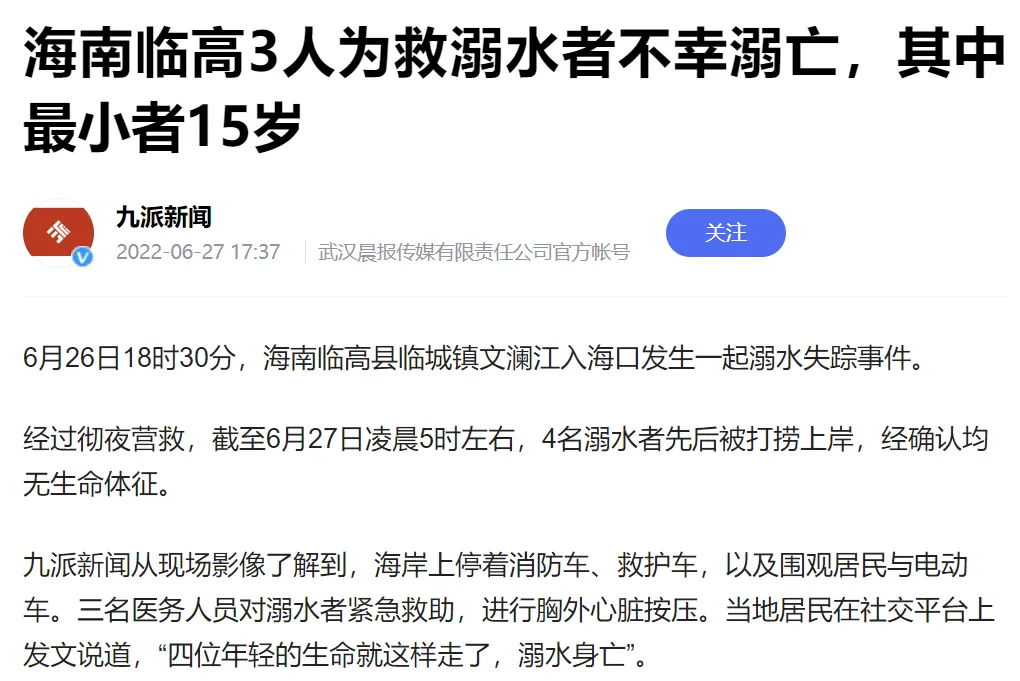 海南临高3人为救溺水者不幸溺亡，其中
最小者15岁
九派新闻
2022-06-27 17:37 武汉晨报传媒有限责任公司官方帐号
关注
6月26日18时30分，海南临高县临城镇文澜江入海口发生一起溺水失踪事件。
经过彻夜营救，截至6月27日凌晨5时左右，4名溺水者先后被打捞上岸，经确认均
无生命体征。
九派新闻从现场影像了解到，海岸上停着消防车、救护车，以及围观居民与电动
车。三名医务人员对溺水者紧急救助，进行胸外心脏按压。当地居民在社交平台上
发文说道，“四位年轻的生命就这样走了，溺水身亡”。